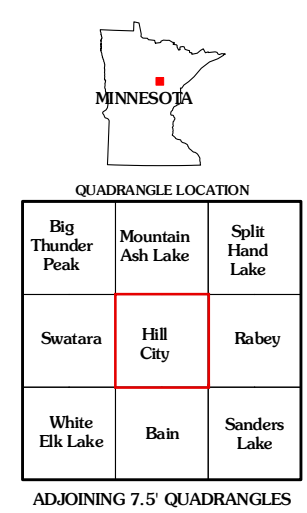 MINNESOTA
QUADRANGLE LOCATION
Big
Thunder
Peak
Mountain
Ash Lake
Split
Hand
Lake
Swatara
Hill
City
Rabey
White
Elk Lake
Bain
Sanders
Lake
ADJOINING 7.5' QUADRANGLES